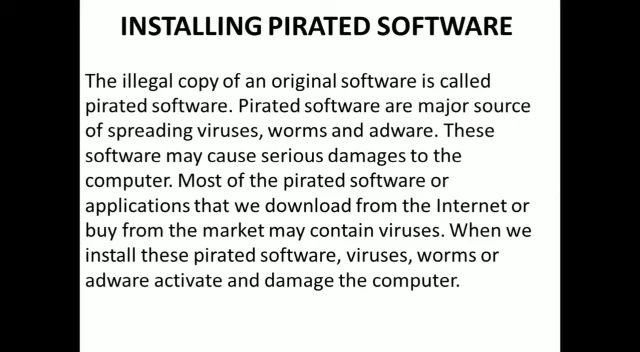 INSTALLING PIRATED SOFTWARE
The illegal copy of an original software is called
pirated software. Pirated software are major source
of spreading viruses, worms and adware. These
software may cause serious damages to the
computer. Most of the pirated software or
applications that we download from the Internet or
buy from the market may contain viruses. When we
install these pirated software, viruses, worms or
adware activate and damage the computer.